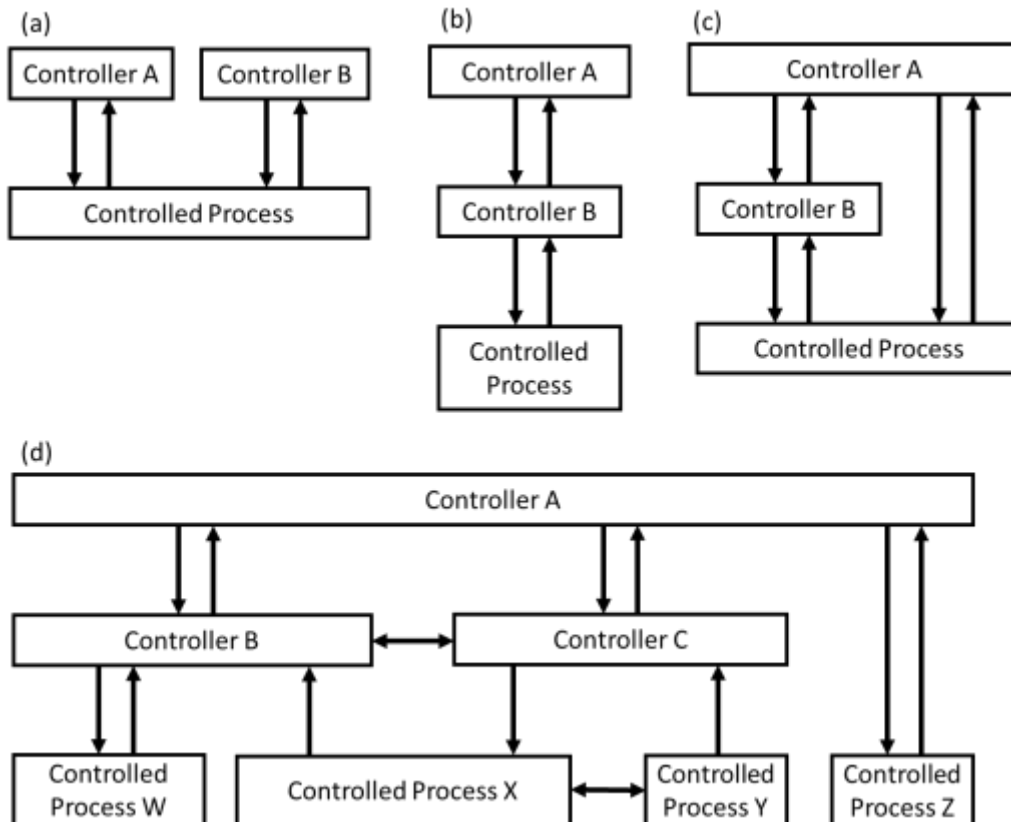 (a)
Controller A
Controller B
Controlled Process
(b)
Controller A
Controller B
Controlled
Process
(c)
Controller A
Controller B
Controlled Process
(d)
Controller A
Controller B
Controller C
Controlled
Process W
Controlled Process X
Controlled
Process Y
Controlled
Process Z